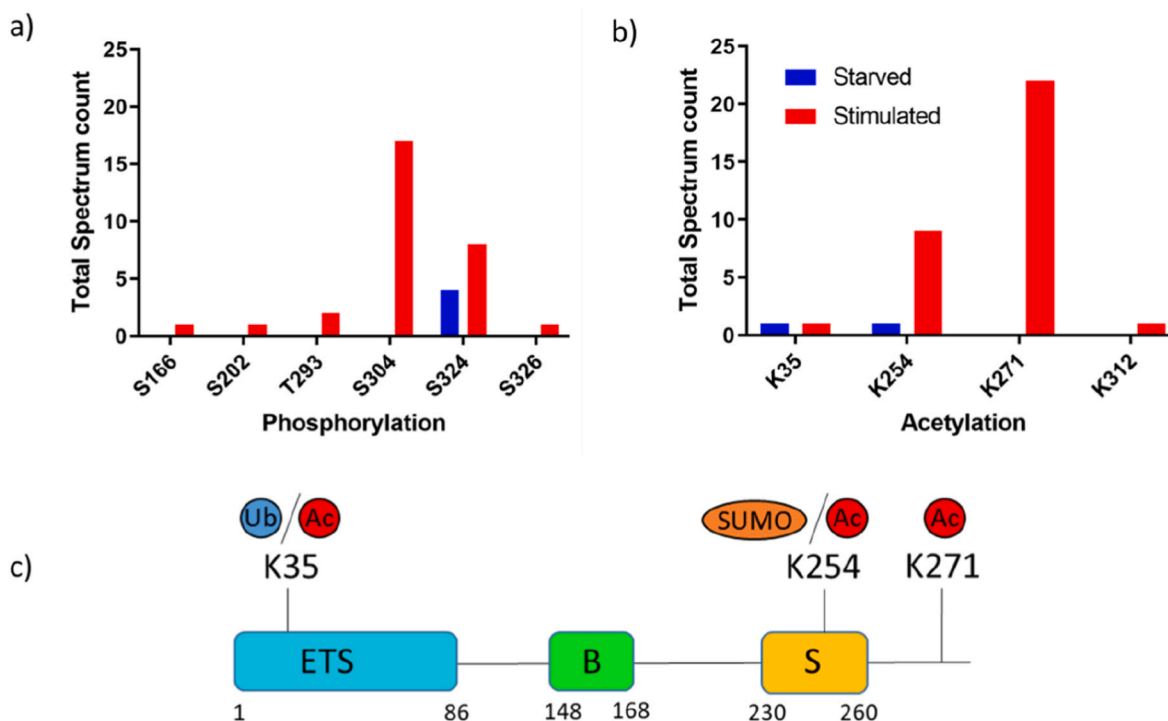 a)
25
20
15
10
5
0
Total Spectrum count
S166 S202 T293 S304 S324 S326
Phosphorylation
b)
25
20
15
10
5
0
Total Spectrum count
Starved
Stimulated
K35 K254 K271 K312
Acetylation
c)
Ub / Ac
K35
SUMO / Ac
K254
Ac
K271
ETS
B
S
1 86 148 168 230 260